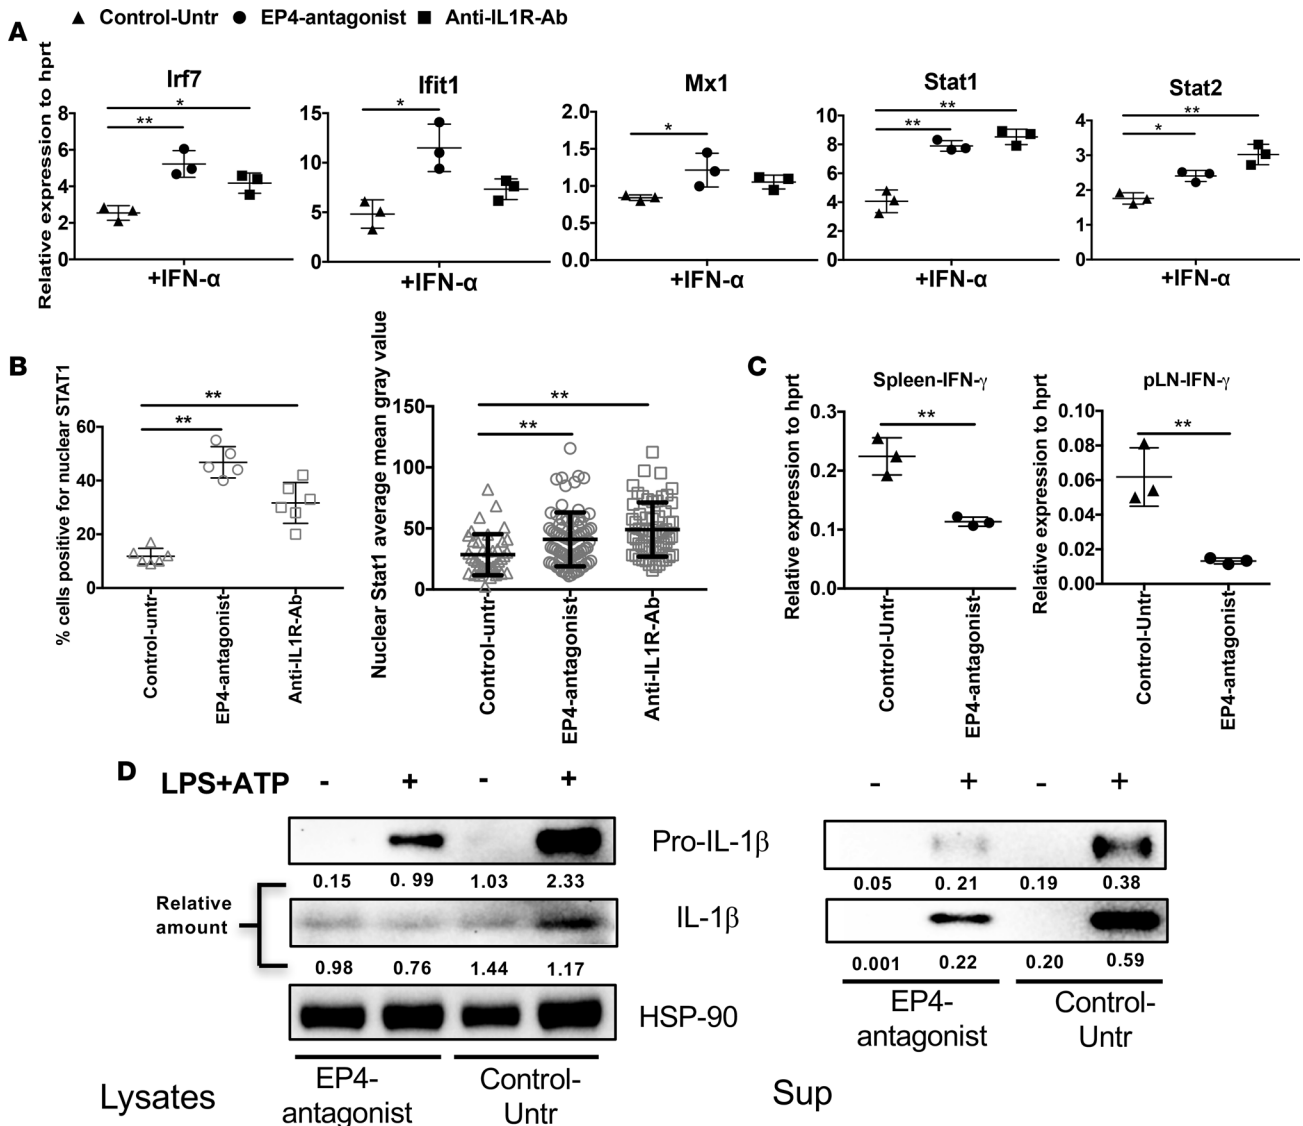 Control-Untr EP4-antagonist Anti-IL1R-Ab
A
Relative expression to hprt
Irf7
*
**
8
6
4
2
0
+IFN-α
Ifit1
*
15
10
5
0
+IFN-α
Mx1
*
2.0
1.5
1.0
0.5
0.0
+IFN-α
Stat1
**
**
10
8
6
4
2
0
+IFN-α
Stat2
**
*
4
3
2
1
0
+IFN-α
B
% cells positive for nuclear STAT1
**
**
60
40
20
0
Control-untr
EP4-antagonist
Anti-IL1R-Ab
Nuclear Stat1 average mean gray value
**
**
150
100
50
0
Control-untr
EP4-antagonist
Anti-IL1R-Ab
C
Relative expression to hprt
Spleen-IFN-γ
**
0.3
0.2
0.1
0.0
Control-Untr
EP4-antagonist
Relative expression to hprt
pLN-IFN-γ
**
0.10
0.08
0.06
0.04
0.02
0.00
Control-Untr
EP4-antagonist
D
LPS+ATP - + - + - + - +
Pro-IL-1β
0.15 0. 99 1.03 2.33 0.05 0. 21 0.19 0.38
Relative
amount
IL-1β
0.98 0.76 1.44 1.17 0.001 0.22 0.20 0.59
HSP-90
EP4-
antagonist
Control-
Untr
EP4-
antagonist
Control-
Untr
Lysates Sup